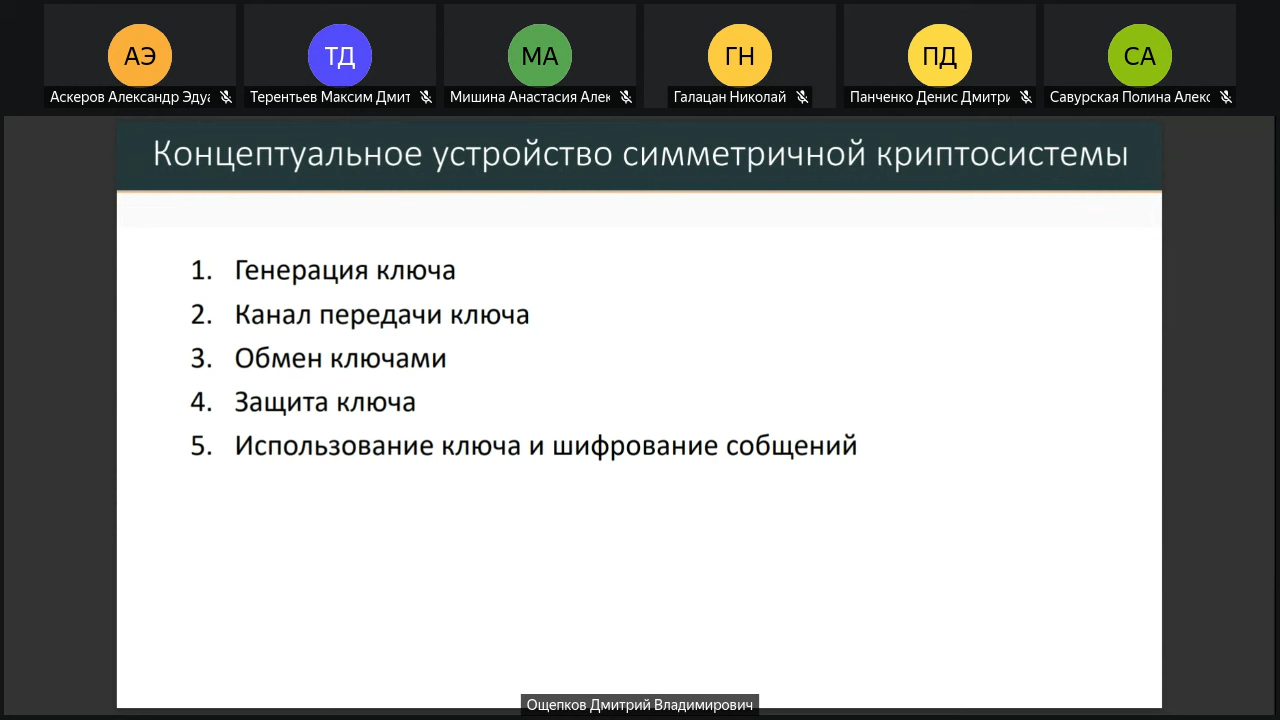 АЭ
ТД
МА
ГН
ПД
СА
Аскеров Александр Эдуа
Терентьев Максим Дмит
Мишина Анастасия Алек
Галацан Николай
Панченко Денис Дмитри
Савурская Полина Алекс
Концептуальное устройство симметричной криптосистемы
1. Генерация ключа
2. Канал передачи ключа
3. Обмен ключами
4. Защита ключа
5. Использование ключа и шифрование собщений
Ощепков Дмитрий Владимирович